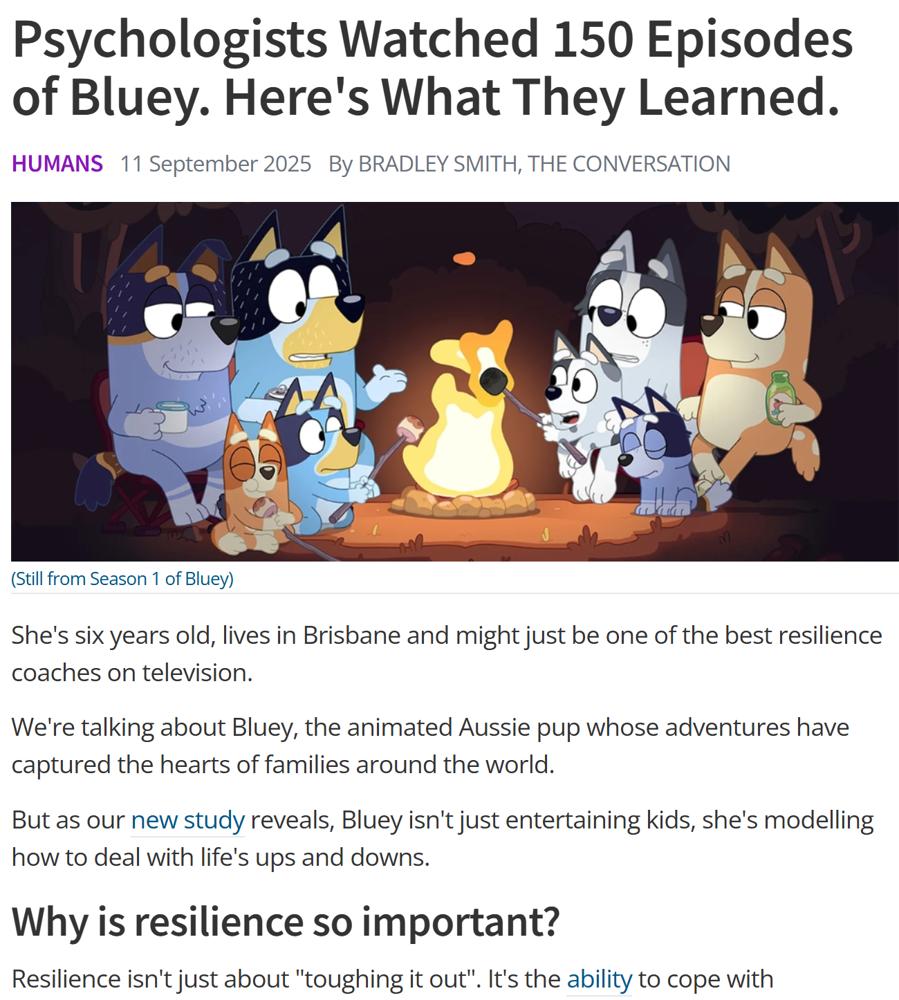 Psychologists Watched 150 Episodes
of Bluey. Here's What They Learned.
HUMANS 11 September 2025 By BRADLEY SMITH, THE CONVERSATION
(Still from Season 1 of Bluey)
She's six years old, lives in Brisbane and might just be one of the best resilience
coaches on television.
We're talking about Bluey, the animated Aussie pup whose adventures have
captured the hearts of families around the world.
But as our new study reveals, Bluey isn't just entertaining kids, she's modelling
how to deal with life's ups and downs.
Why is resilience so important?
Resilience isn't just about "toughing it out". It's the ability to cope with